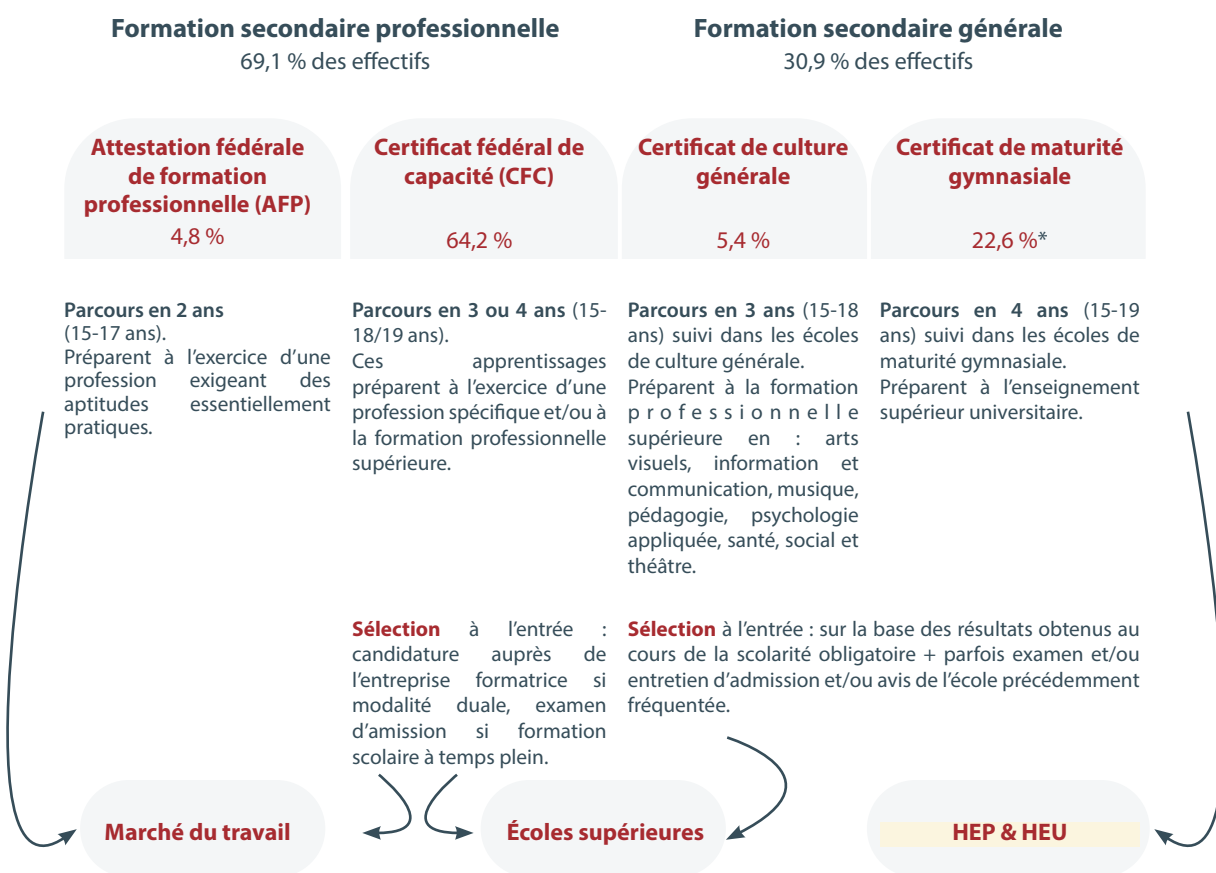 Formation secondaire professionnelle
69,1 % des effectifs
Formation secondaire générale
30,9 % des effectifs
Attestation fédérale
de formation
professionnelle (AFP)
4,8 %
Certificat fédéral de
capacité (CFC)
64,2 %
Certificat de culture
générale
5,4 %
Certificat de maturité
gymnasiale
22,6 %*
Parcours en 2 ans
(15-17 ans).
Préparent à l’exercice d’une
profession exigeant des
aptitudes essentiellement
pratiques.
Parcours en 3 ou 4 ans (15-
18/19 ans).
Ces apprentissages
préparent à l’exercice d’une
profession spécifique et/ou à
la formation professionnelle
supérieure.
Parcours en 3 ans (15-18
ans) suivi dans les écoles
de culture générale.
Préparent à la formation
professionnelle
supérieure en : arts
visuels, information et
communication, musique,
pédagogie, psychologie
appliquée, santé, social et
théâtre.
Parcours en 4 ans (15-19
ans) suivi dans les écoles de
maturité gymnasiale.
Préparent à l’enseignement
supérieur universitaire.
Sélection à l’entrée :
candidature auprès de
l’entreprise formatrice si
modalité duale, examen
d’amission si formation
scolaire à temps plein.
Sélection à l’entrée : sur la base des résultats obtenus au
cours de la scolarité obligatoire + parfois examen et/ou
entretien d’admission et/ou avis de l’école précédemment
fréquentée.
Marché du travail
Écoles supérieures
HEP & HEU